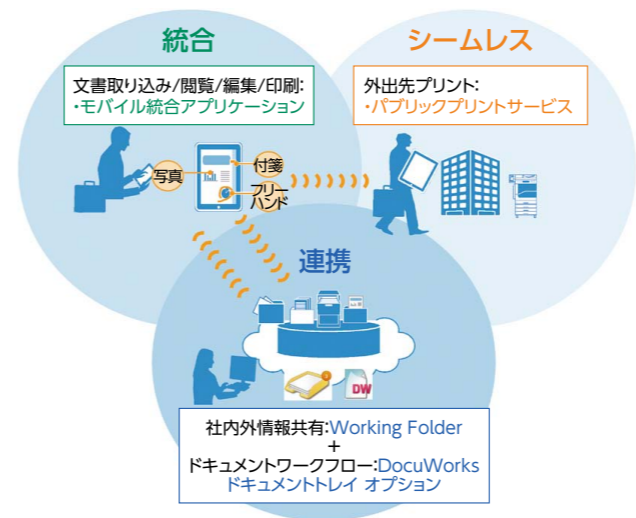 統合
文書取り込み/閲覧/編集/印刷:
・モバイル統合アプリケーション
写真
付箋
フリー
ハンド
シームレス
外出先プリント:
・パブリックプリントサービス
連携
DW
社内外情報共有:Working Folder
+
ドキュメントワークフロー:DocuWorks
ドキュメントトレイ オプション